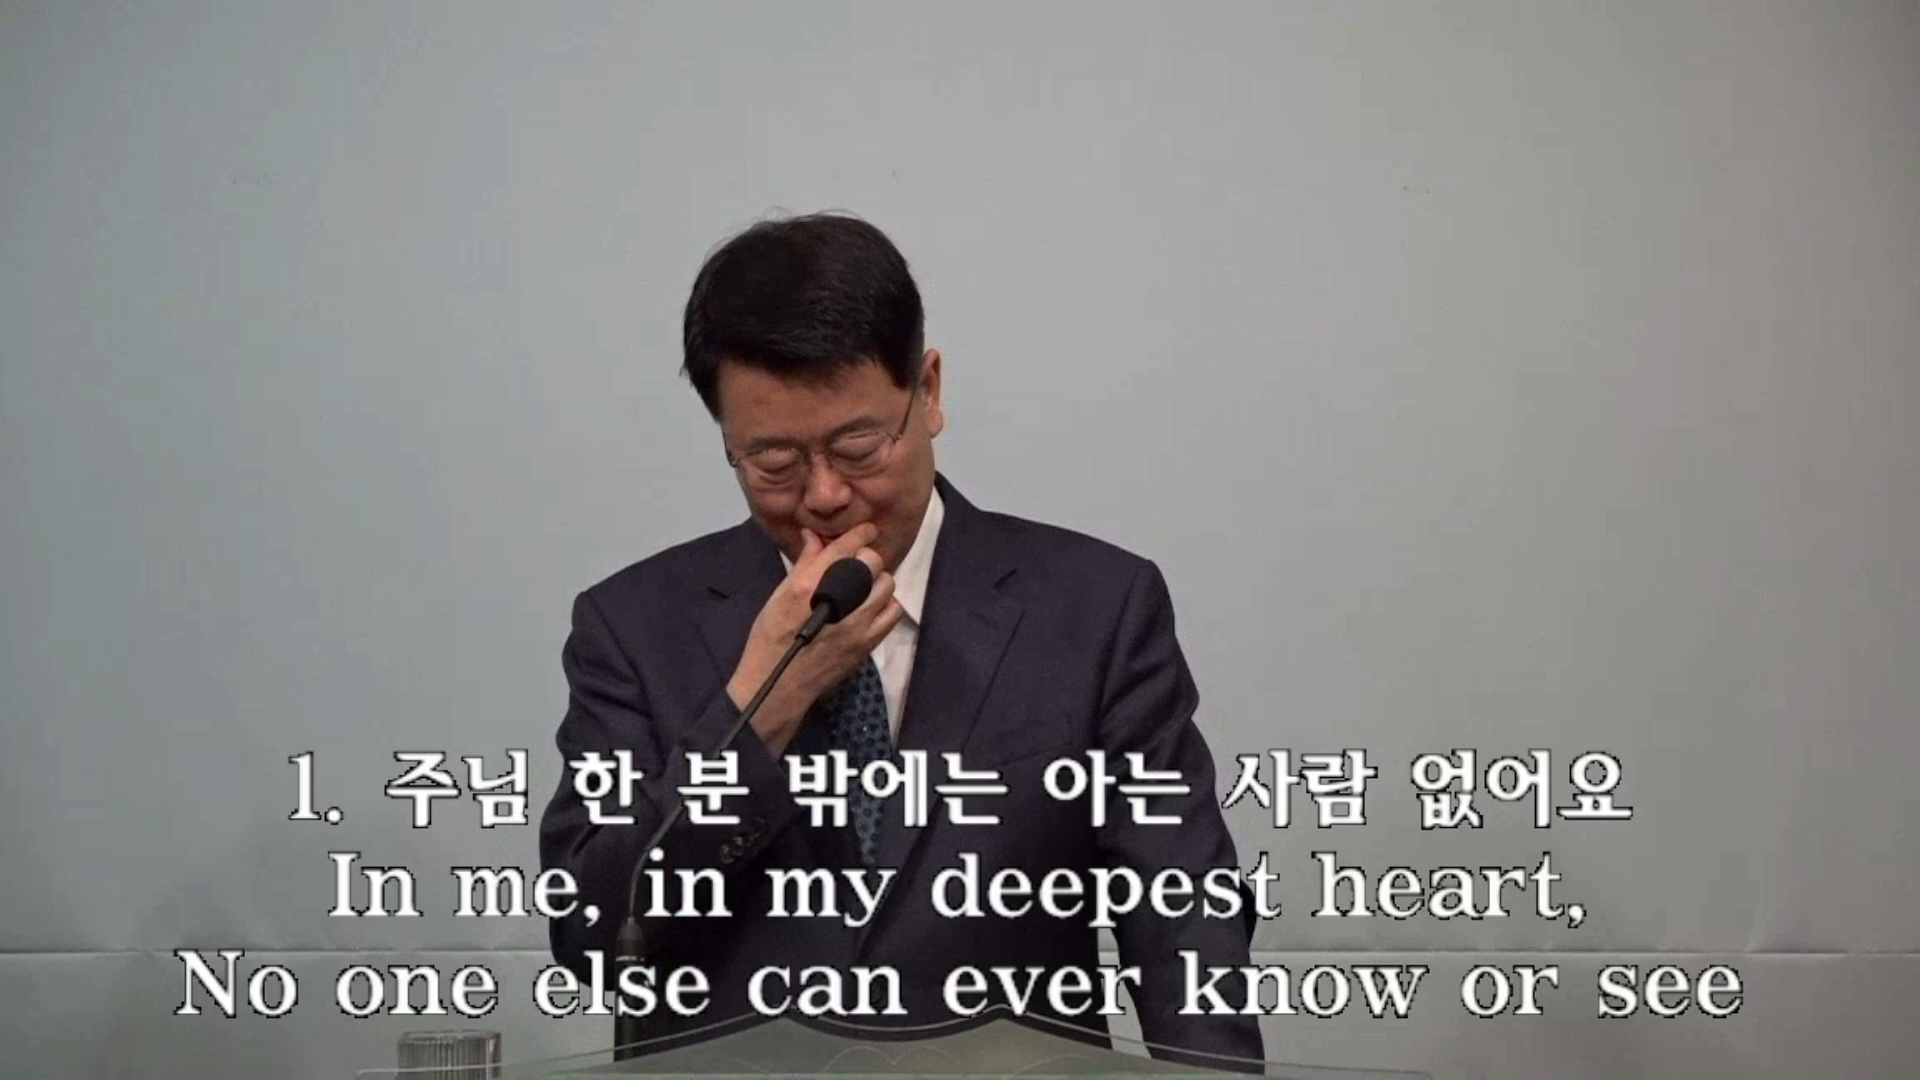 1. 주님 한 분 밖에는 아는 사람 없어요
In me, in my deepest heart,
No one else can ever know or see